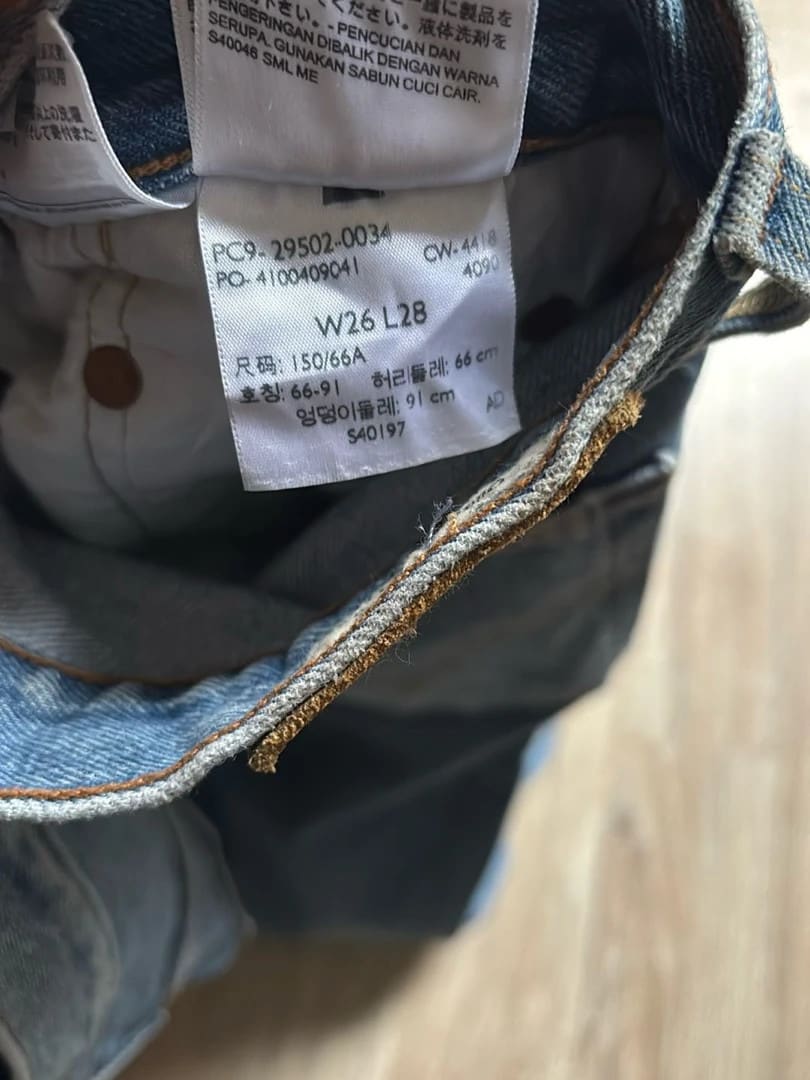 てください。液体洗剤を
PENGERINGAN DIBALIK DENGAN WARNA
SERUPA. GUNAKAN SABUN CUCI CAIR.
S40046 SML ME
PC9-29502-0034
CW-4418
PO-4100409041
4090
W26 L28
尺码: 150/66A
호칭: 66-91 허리둘레: 66 cm
엉덩이둘레: 91 cm
AD
S40197